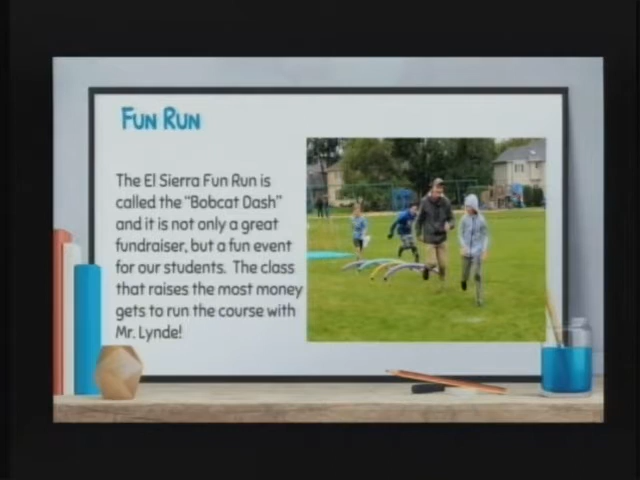 Fun Run
The El Sierra Fun Run is
called the "Bobcat Dash"
and it is not only a great
fundraiser, but a fun event
for our students. The class
that raises the most money
gets to run the course with
Mr. Lynde!